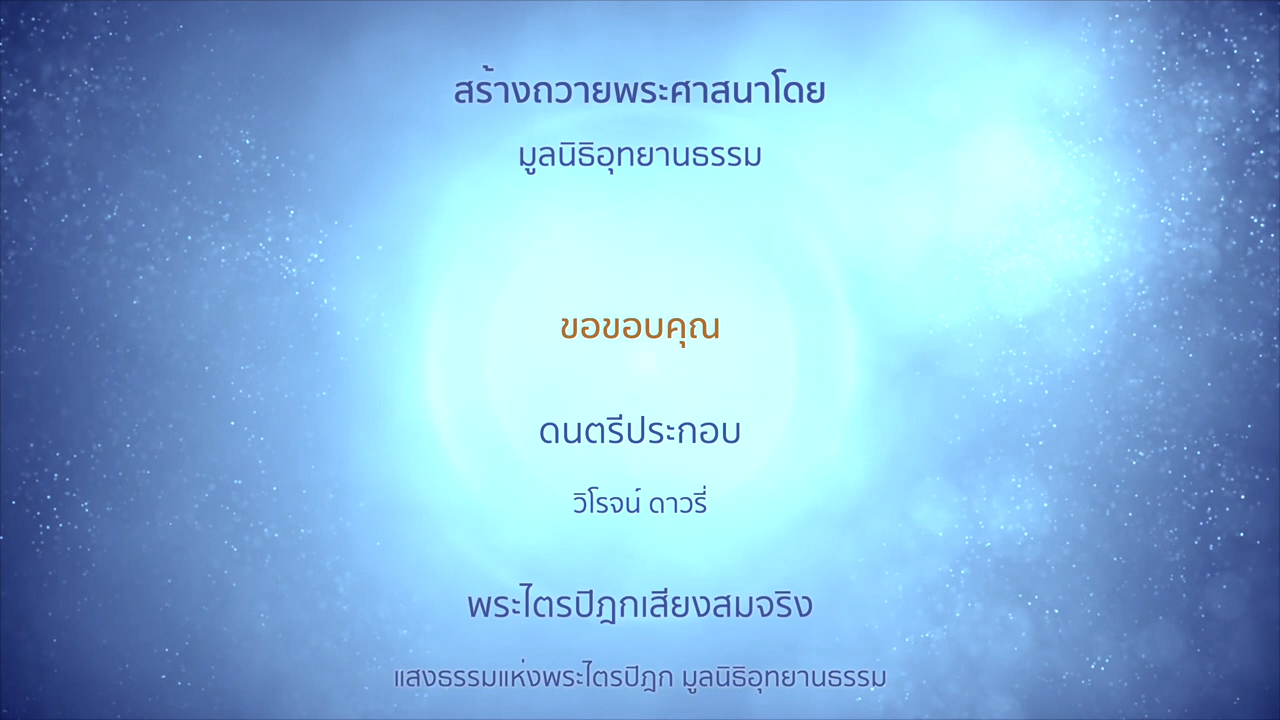 สร้างถวายพระศาสนาโดย
มูลนิธิอุทยานธรรม
ขอขอบคุณ
ดนตรีประกอบ
วิโรจน์ ดาวรี่
พระไตรปิฎกเสียงสมจริง
แสงธรรมแห่งพระไตรปิฎก มูลนิธิอุทยานธรรม